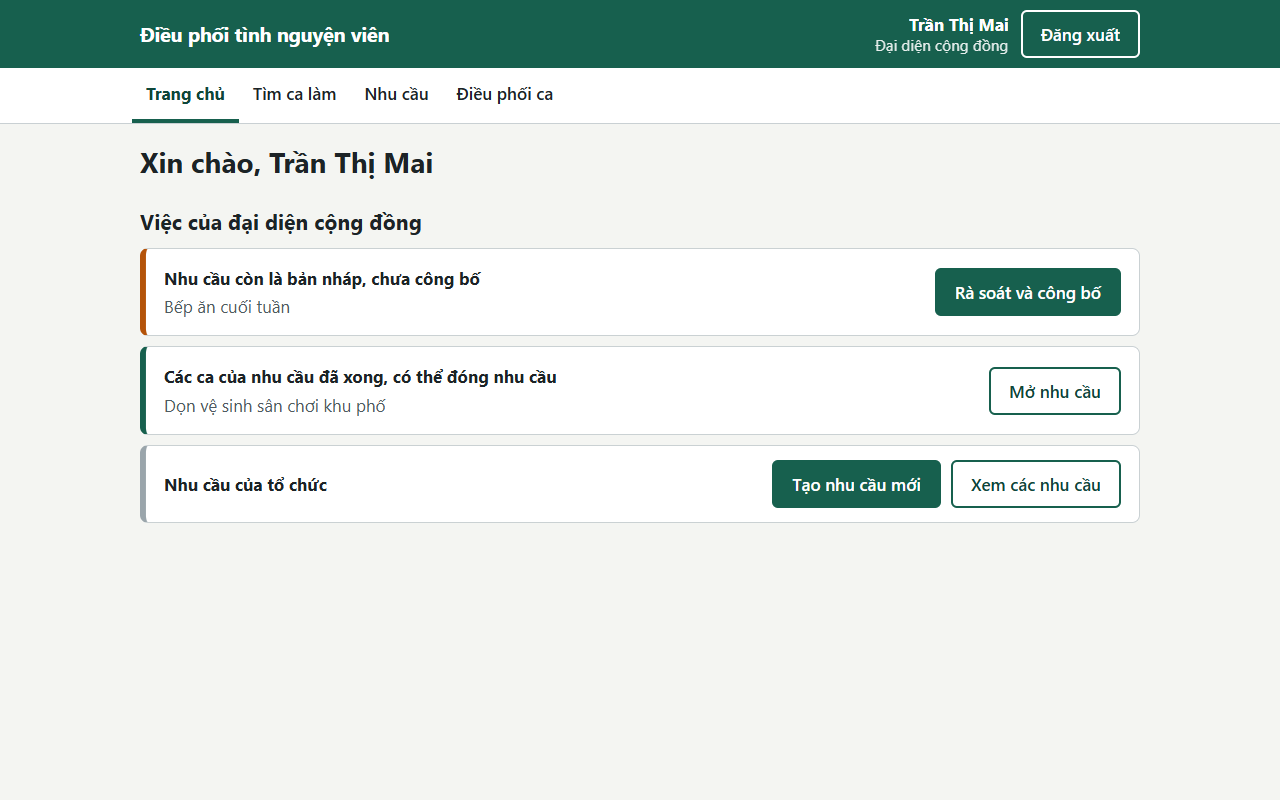 Điều phối tình nguyện viên
Trần Thị Mai
Đại diện cộng đồng
Đăng xuất
Trang chủ
Tìm ca làm
Nhu cầu
Điều phối ca
Xin chào, Trần Thị Mai
Việc của đại diện cộng đồng
Nhu cầu còn là bản nháp, chưa công bố
Bếp ăn cuối tuần
Rà soát và công bố
Các ca của nhu cầu đã xong, có thể đóng nhu cầu
Dọn vệ sinh sân chơi khu phố
Mở nhu cầu
Nhu cầu của tổ chức
Tạo nhu cầu mới
Xem các nhu cầu